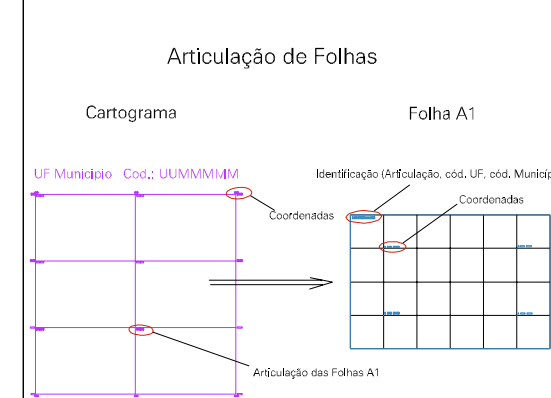 Articulação de Folhas
Cartograma
Folha A1
UF Municipio Cod.: UUMMMMM
Identificação (Articulação, cód. UF, cód. Municíp
Coordenadas
Coordenadas
Articulação das Folhas A1